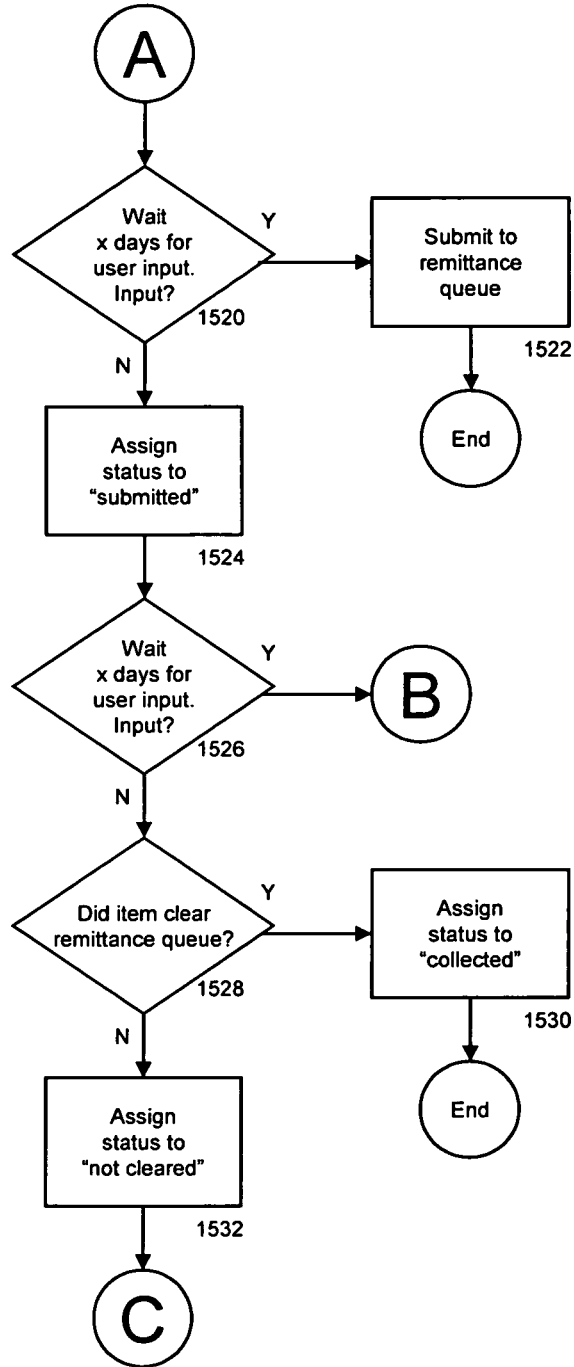 A
Wait
x days for
user input.
Input?
1520
Y
Submit to
remittance
queue
1522
End
N
Assign
status to
“submitted”
1524
Wait
x days for
user input.
Input?
1526
Y
B
N
Did item clear
remittance queue?
1528
Y
Assign
status to
“collected”
1530
End
N
Assign
status to
“not cleared”
1532
C